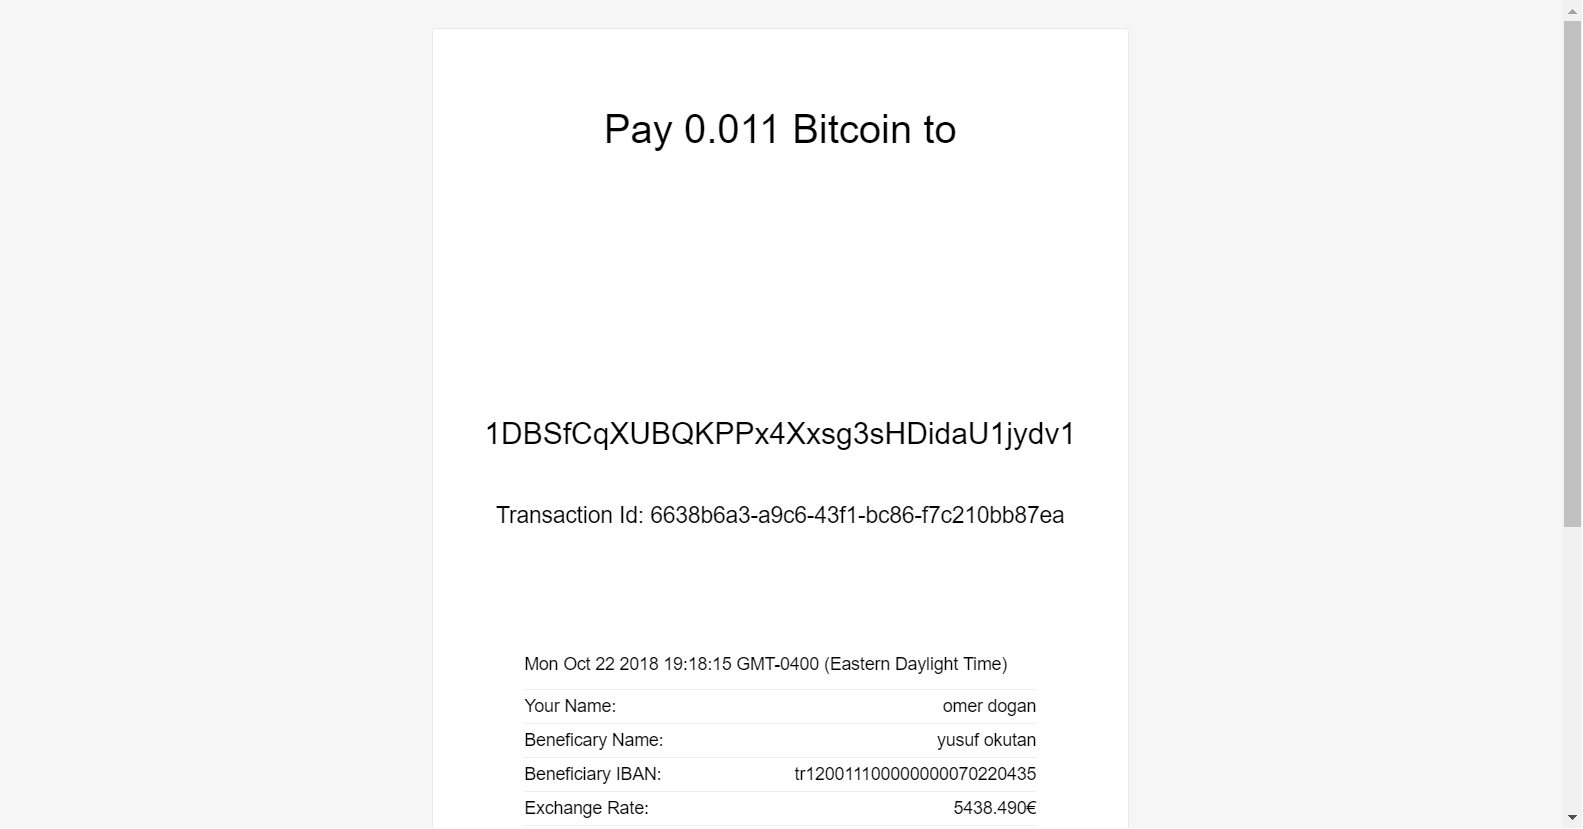 Pay 0.011 Bitcoin to
1DBSfCqXUBQKPPx4Xxsg3sHDidaU1jydv1
Transaction Id: 6638b6a3-a9c6-43f1-bc86-f7c210bb87ea
Mon Oct 22 2018 19:18:15 GMT-0400 (Eastern Daylight Time)
Your Name: omer dogan
Beneficary Name: yusuf okutan
Beneficiary IBAN: tr120011100000000070220435
Exchange Rate: 5438.490€